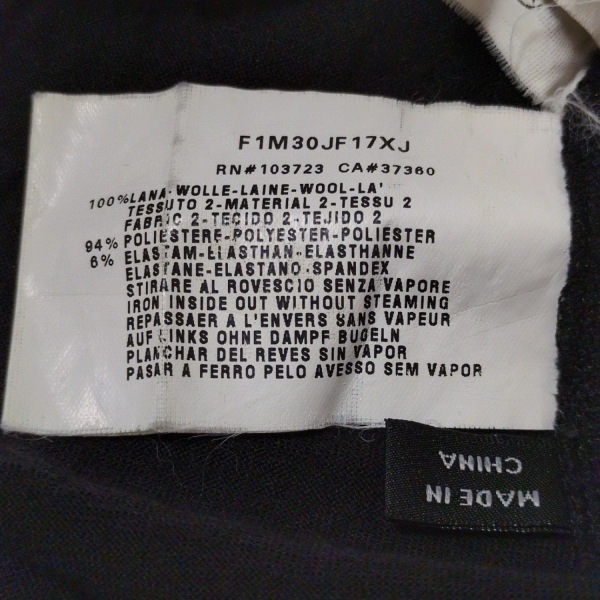 F1M30JF17XJ
RN#103723 CA#37360
100%LANA-WOLLE-LAINE-WOOL-LA'
TESSUTO 2-MATERIAL 2-TESSU 2
FABRIC 2-TECIDO 2-TEJIDO 2
94% POLIESTERE-POLYESTER-POLIESTER
6% ELASTAM-ELASTHAN-ELASTHANNE
ELASTANE-ELASTANO-SPANDEX
STIRARE AL ROVESCIO SENZA VAPORE
IRON INSIDE OUT WITHOUT STEAMING
REPASSAER A L'ENVERS SANS VAPEUR
AUF LINKS OHNE DAMPF BUGELN
PLANCHAR DEL REVES SIN VAPOR
PASAR A FERRO PELO AVESSO SEM VAPOR
MADE IN
CHINA